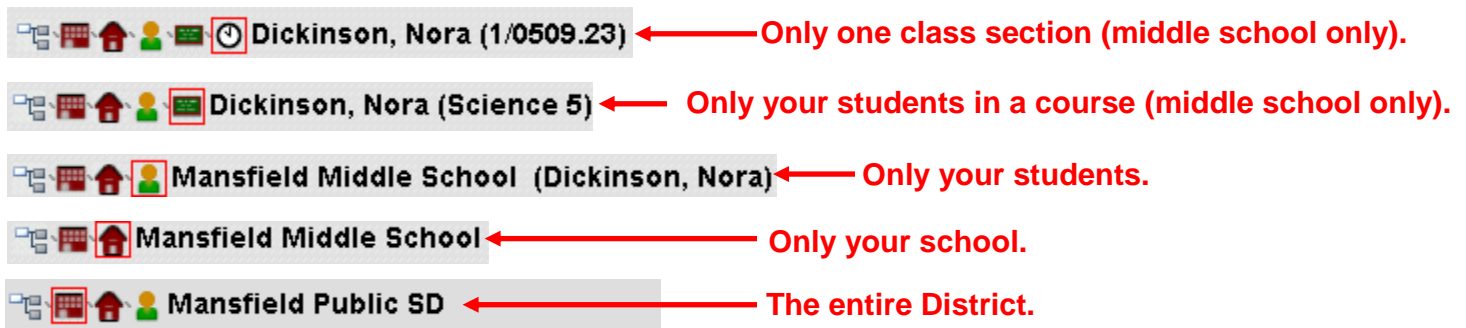 Dickinson, Nora (1/0509.23) Only one class section (middle school only).
Dickinson, Nora (Science 5) Only your students in a course (middle school only).
Mansfield Middle School (Dickinson, Nora) Only your students.
Mansfield Middle School Only your school.
Mansfield Public SD The entire District.